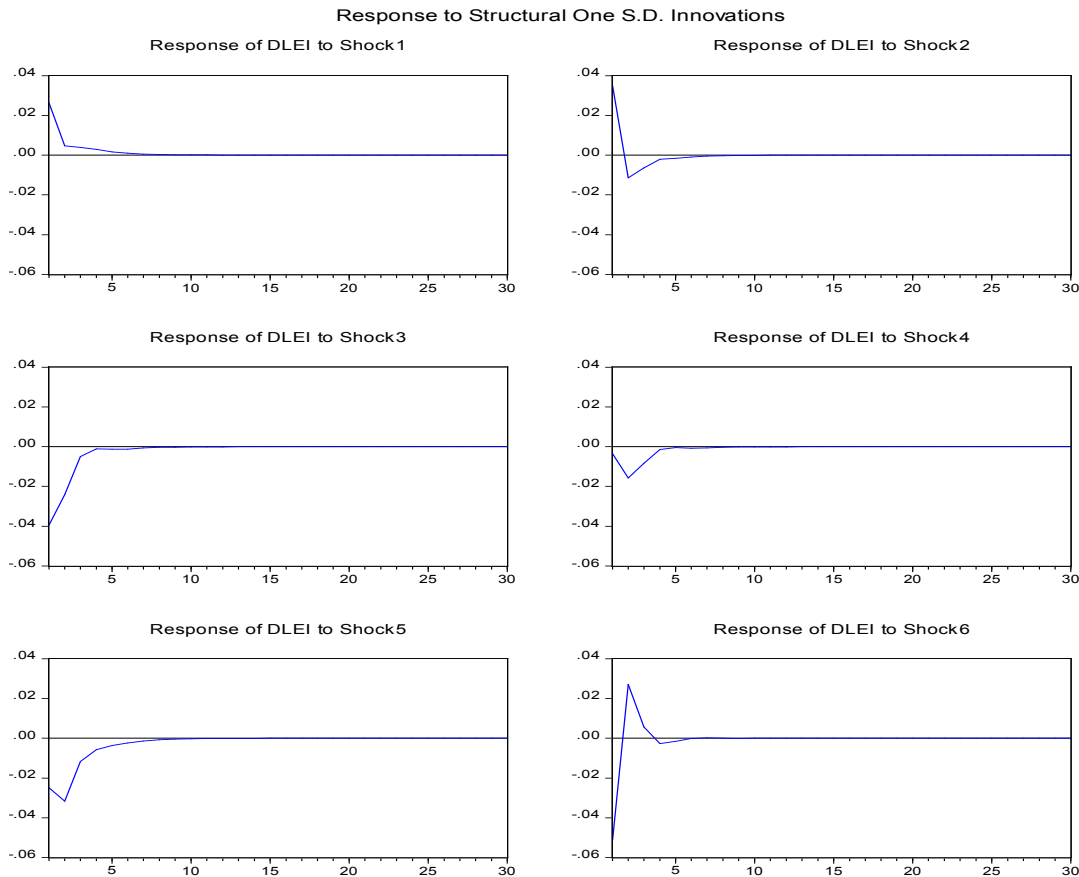 Response to Structural One S.D. Innovations
Response of DLEI to Shock1
.04
.02
.00
-.02
-.04
-.06
5 10 15 20 25 30
Response of DLEI to Shock2
.04
.02
.00
-.02
-.04
-.06
5 10 15 20 25 30
Response of DLEI to Shock3
.04
.02
.00
-.02
-.04
-.06
5 10 15 20 25 30
Response of DLEI to Shock4
.04
.02
.00
-.02
-.04
-.06
5 10 15 20 25 30
Response of DLEI to Shock5
.04
.02
.00
-.02
-.04
-.06
5 10 15 20 25 30
Response of DLEI to Shock6
.04
.02
.00
-.02
-.04
-.06
5 10 15 20 25 30